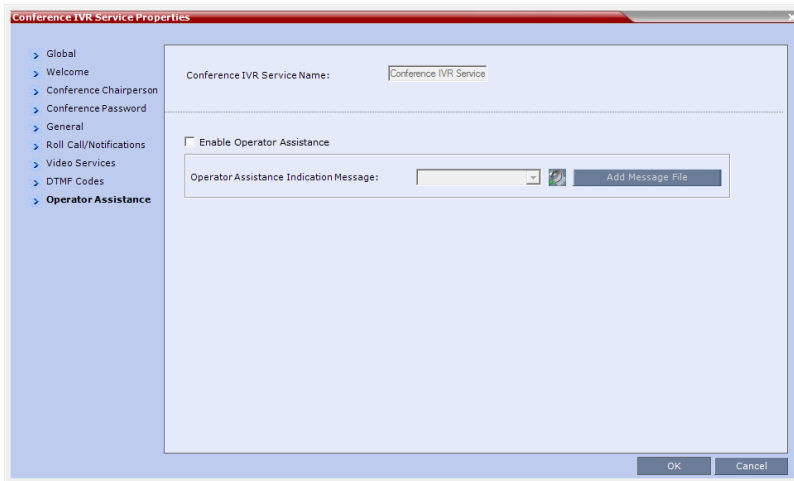 Conference IVR Service Properties
Global
Welcome
Conference Chairperson
Conference Password
General
Roll Call/Notifications
Video Services
DTMF Codes
Operator Assistance
Conference IVR Service Name:
Conference IVR Service
Enable Operator Assistance
Operator Assistance Indication Message:
Add Message File
OK
Cancel